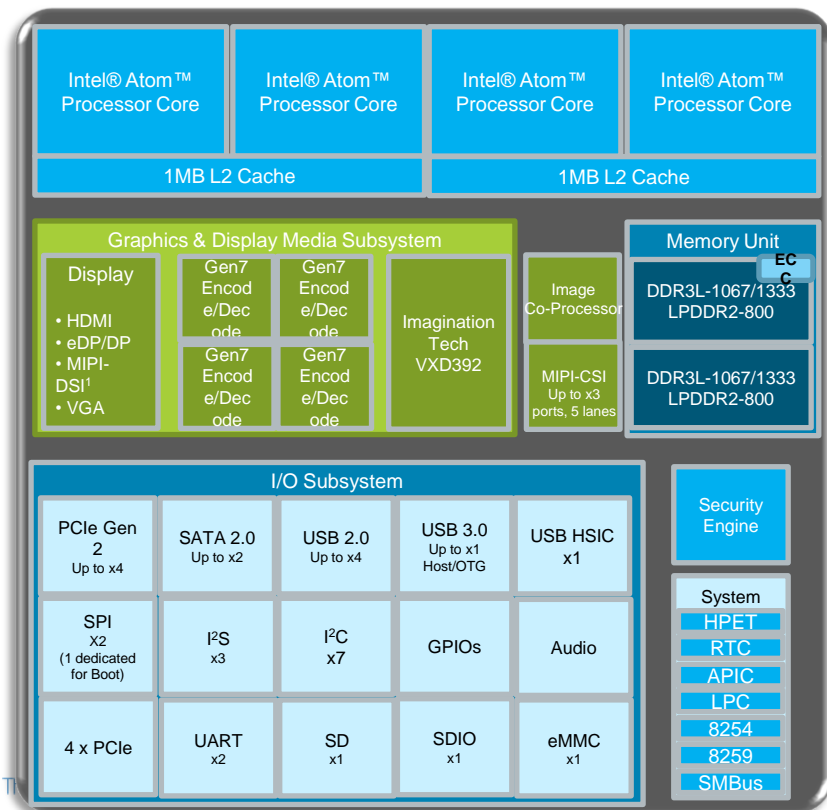 Intel® Atom™
Processor Core
Intel® Atom™
Processor Core
Intel® Atom™
Processor Core
Intel® Atom™
Processor Core
1MB L2 Cache
1MB L2 Cache
Graphics & Display Media Subsystem
Display
• HDMI
• eDP/DP
• MIPI-
DSI¹
• VGA
Gen7
Encod
e/Dec
ode
Gen7
Encod
e/Dec
ode
Gen7
Encod
e/Dec
ode
Gen7
Encod
e/Dec
ode
Imagination
Tech
VXD392
Image
Co-Processor
MIPI-CSI
Up to x3
ports, 5 lanes
Memory Unit
EC
C
DDR3L-1067/1333
LPDDR2-800
DDR3L-1067/1333
LPDDR2-800
I/O Subsystem
PCIe Gen
2
Up to x4
SATA 2.0
Up to x2
USB 2.0
Up to x4
USB 3.0
Up to x1
Host/OTG
USB HSIC
x1
SPI
X2
(1 dedicated
for Boot)
I²S
x3
I²C
x7
GPIOs
Audio
4 x PCIe
UART
x2
SD
x1
SDIO
x1
eMMC
x1
Security
Engine
System
HPET
RTC
APIC
LPC
8254
8259
SMBus